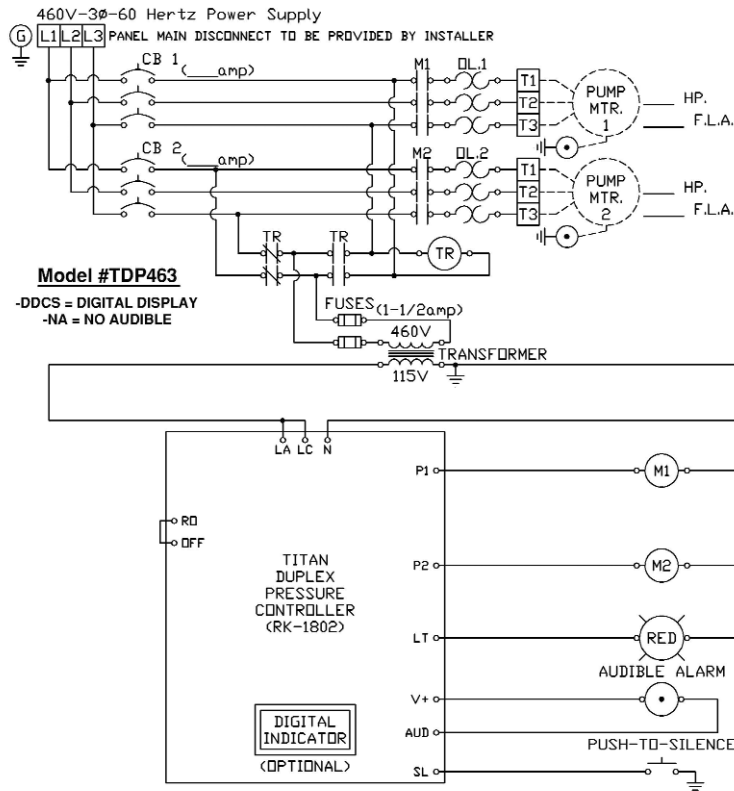 460V-3ø-60 Hertz Power Supply
G L1 L2 L3 PANEL MAIN DISCONNECT TO BE PROVIDED BY INSTALLER
CB 1 (____amp)
M1 OL.1
T1
T2
T3
PUMP
MTR.
1
HP.
F.L.A.
CB 2 (____amp)
M2 OL.2
T1
T2
T3
PUMP
MTR.
2
HP.
F.L.A.
TR TR
TR
Model #TDP463
-DDCS = DIGITAL DISPLAY
-NA = NO AUDIBLE
FUSES (1-1/2amp)
460V
TRANSFORMER
115V
LA LC N
P1
M1
RO
OFF
TITAN
DUPLEX
PRESSURE
CONTROLLER
(RK-1802)
P2
M2
LT
RED
AUDIBLE ALARM
V+
AUD
DIGITAL
INDICATOR
(OPTIONAL)
PUSH-TO-SILENCE
SL